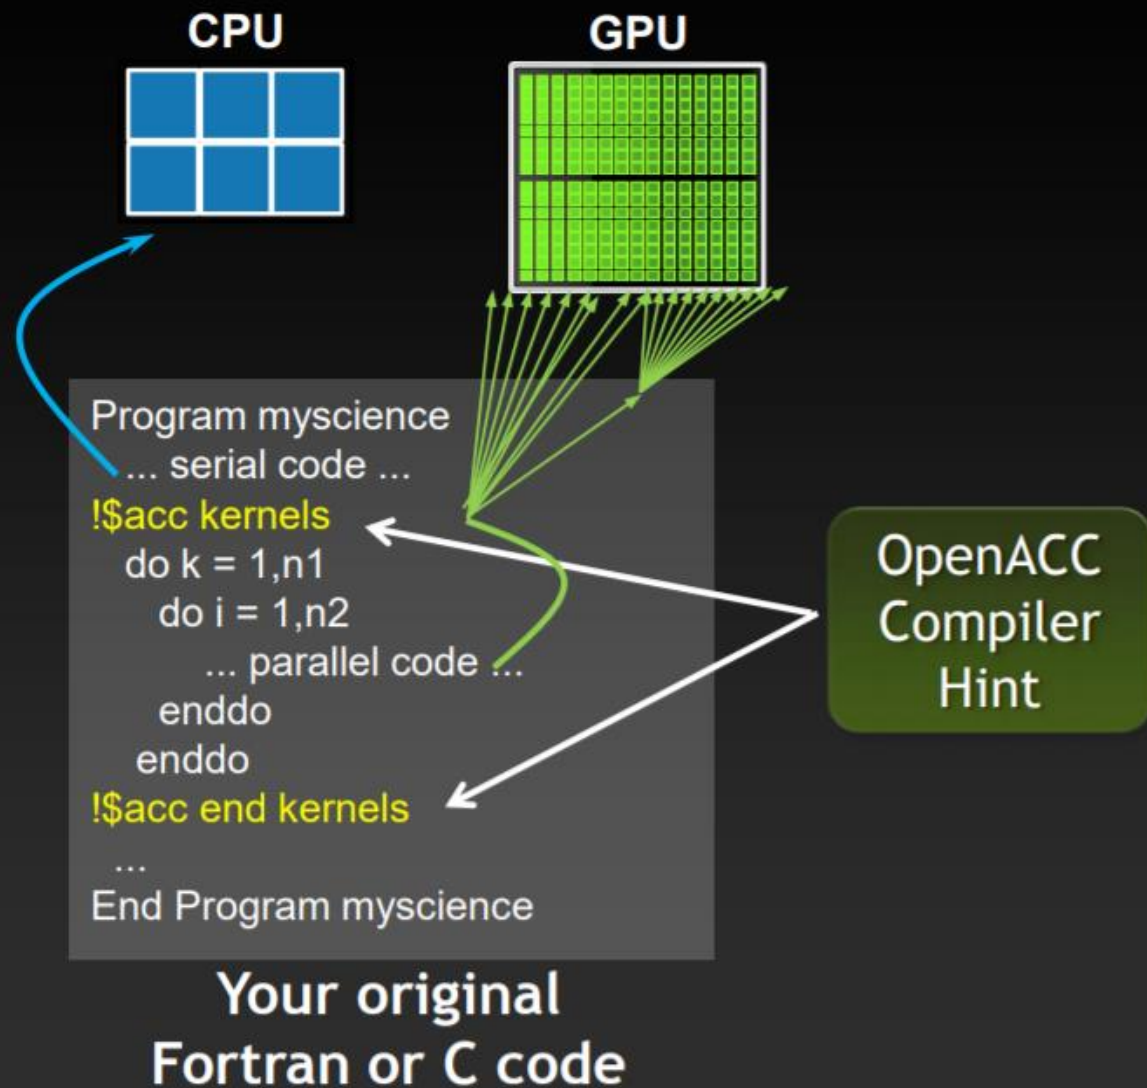 CPU
GPU
Program myscience
... serial code ...
!$acc kernels
do k = 1,n1
do i = 1,n2
... parallel code ...
enddo
enddo
!$acc end kernels
...
End Program myscience
OpenACC
Compiler
Hint
Your original
Fortran or C code